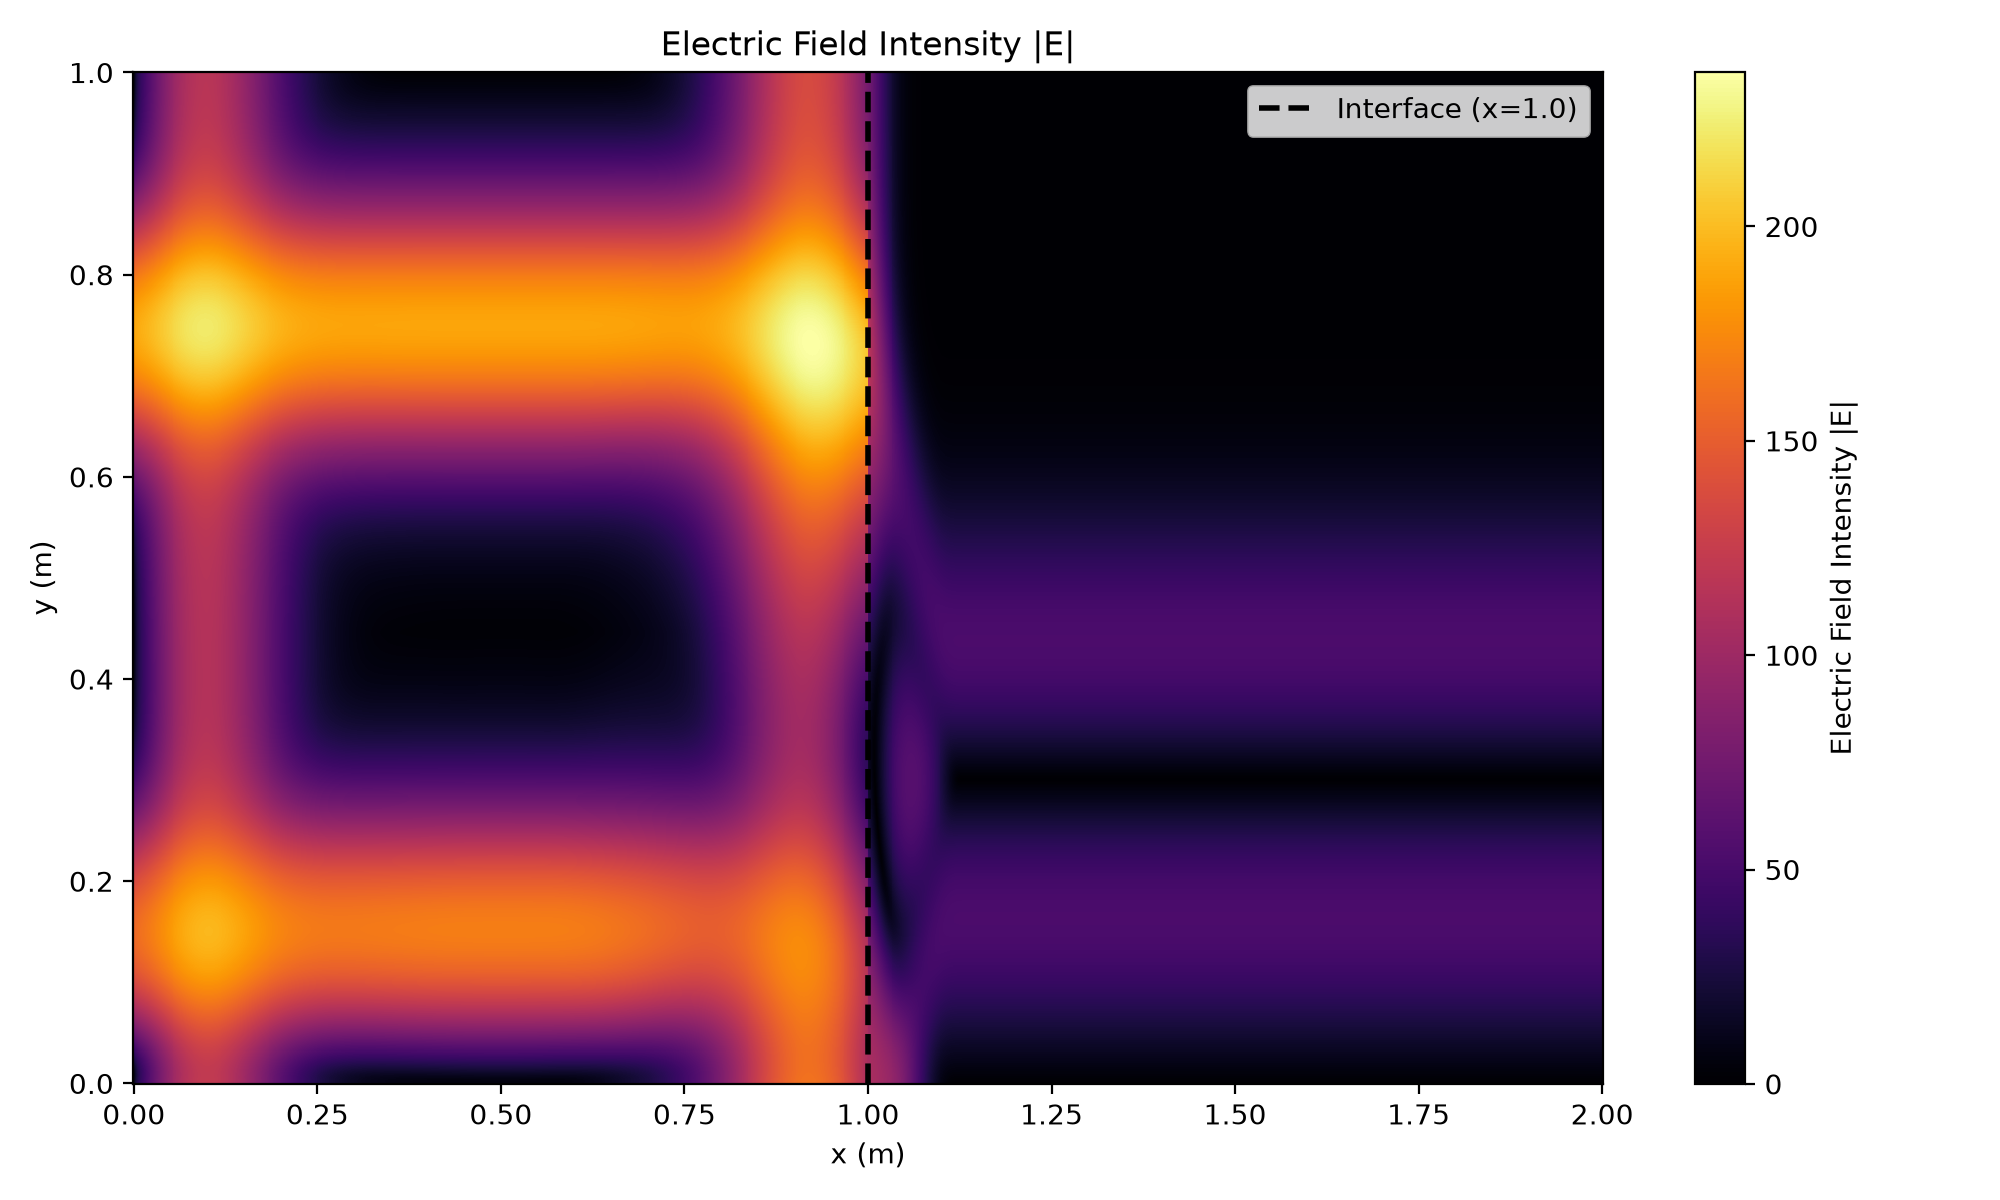 Electric Field Intensity |E|
Interface (x=1.0)
1.0
0.8
0.6
0.4
0.2
0.0
y (m)
0.00 0.25 0.50 0.75 1.00 1.25 1.50 1.75 2.00
x (m)
200
150
100
50
0
Electric Field Intensity |E|